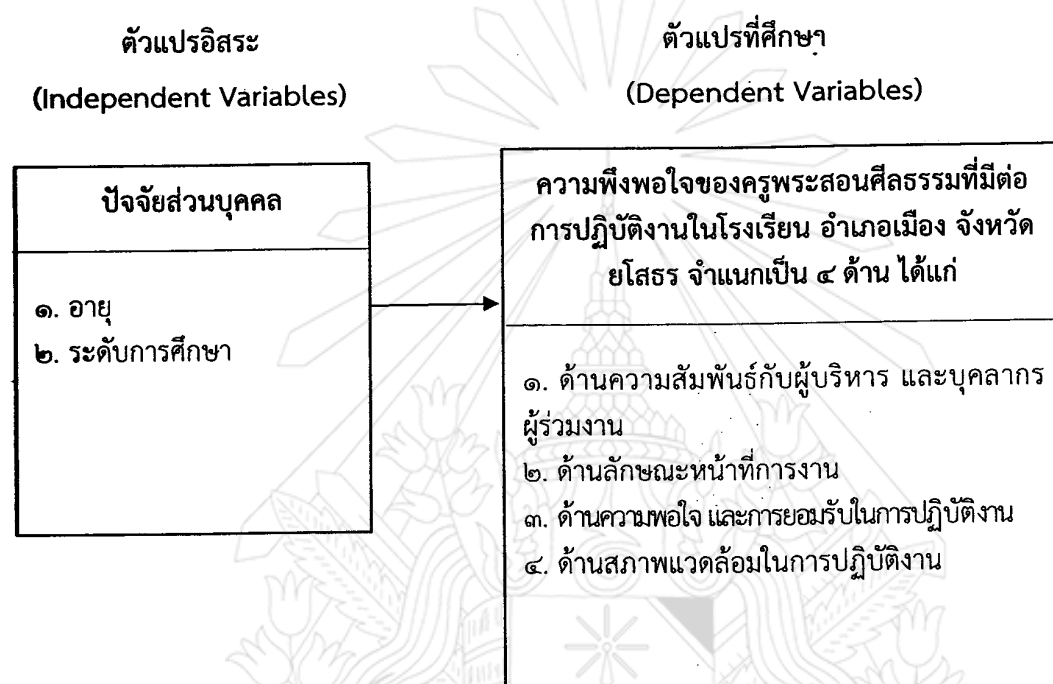 ตัวแปรอิสระ
(Independent Variables)
ปัจจัยส่วนบุคคล
๑. อายุ
๒. ระดับการศึกษา
ตัวแปรที่ศึกษา
(Dependent Variables)
ความพึงพอใจของครูพระสอนศีลธรรมที่มีต่อ
การปฏิบัติงานในโรงเรียน อำเภอเมือง จังหวัด
ยโสธร จำแนกเป็น ๔ ด้าน ได้แก่
๑. ด้านความสัมพันธ์กับผู้บริหาร และบุคลากร
ผู้ร่วมงาน
๒. ด้านลักษณะหน้าที่การงาน
๓. ด้านความพอใจ และการยอมรับในการปฏิบัติงาน
๔. ด้านสภาพแวดล้อมในการปฏิบัติงาน